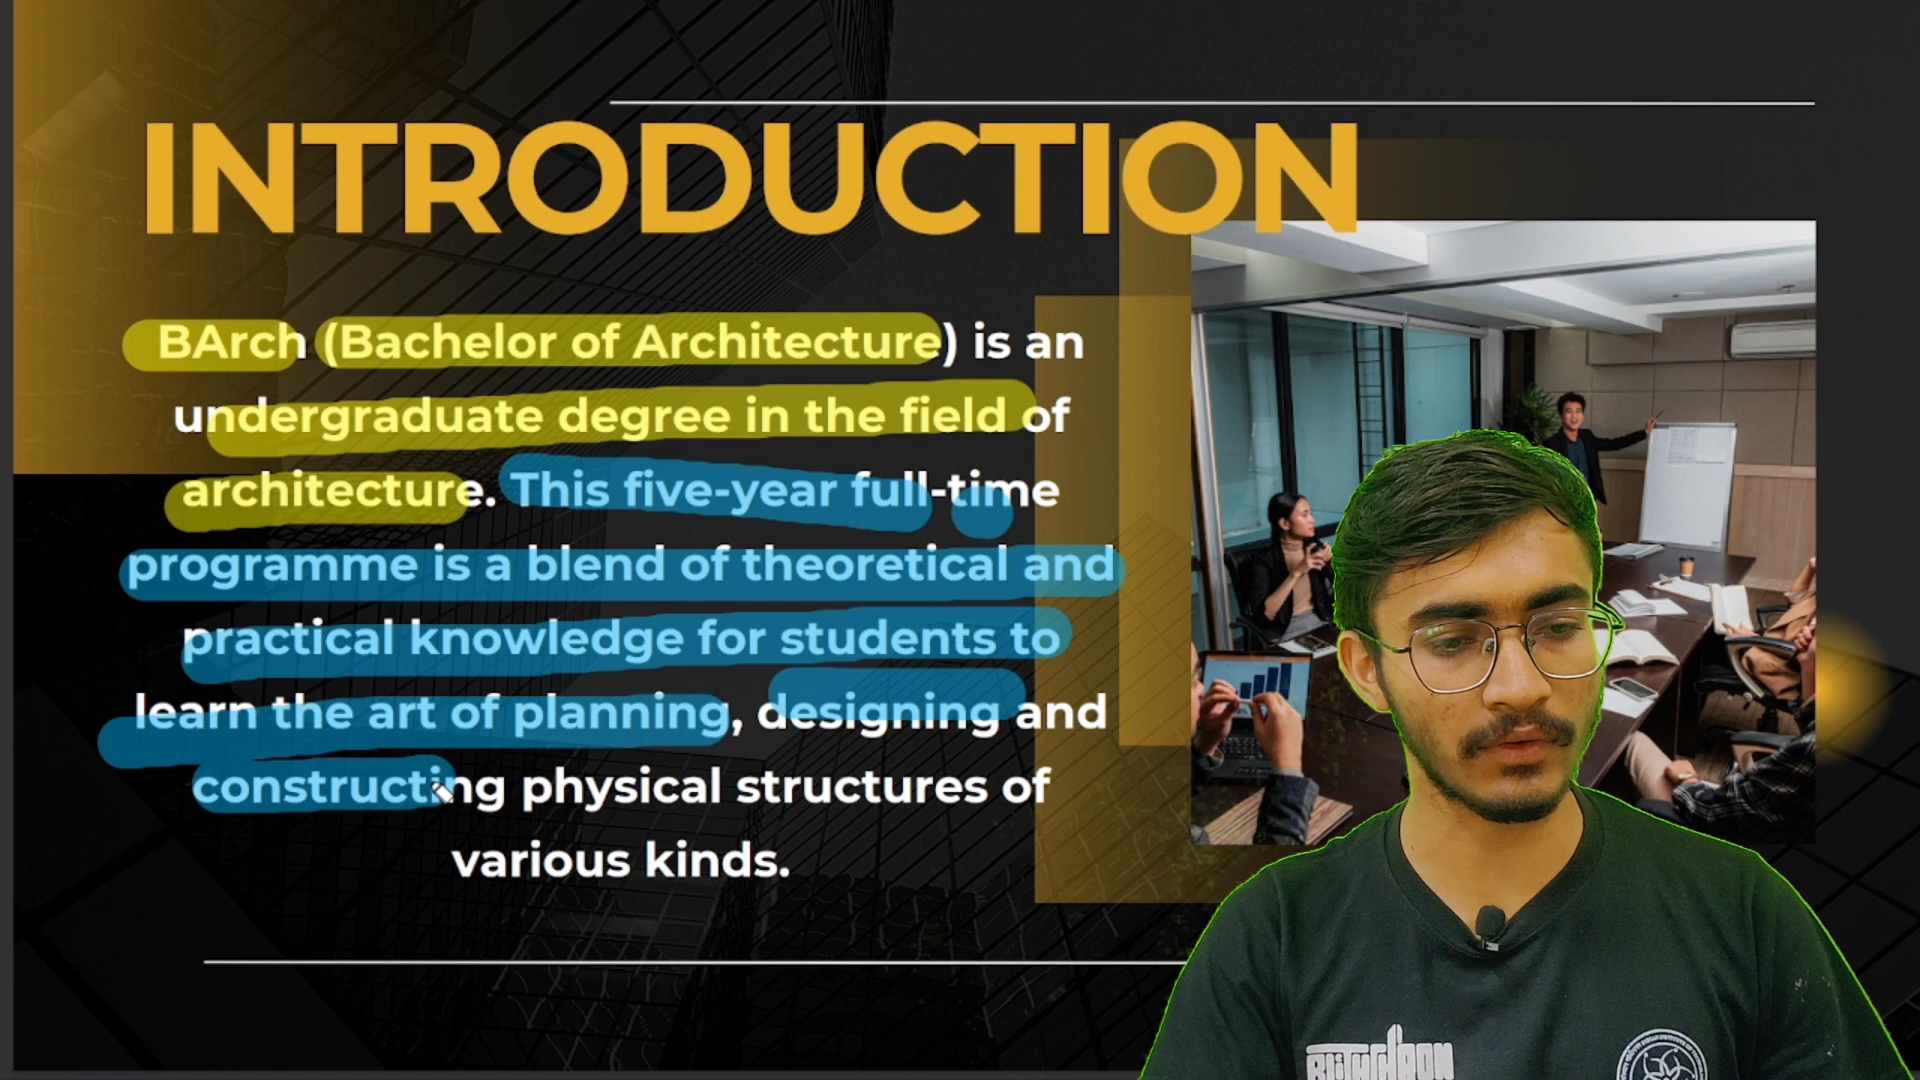 INTRODUCTION
BArch (Bachelor of Architecture) is an
undergraduate degree in the field of
architecture. This five-year full-time
programme is a blend of theoretical and
practical knowledge for students to
learn the art of planning, designing and
constructing physical structures of
various kinds.